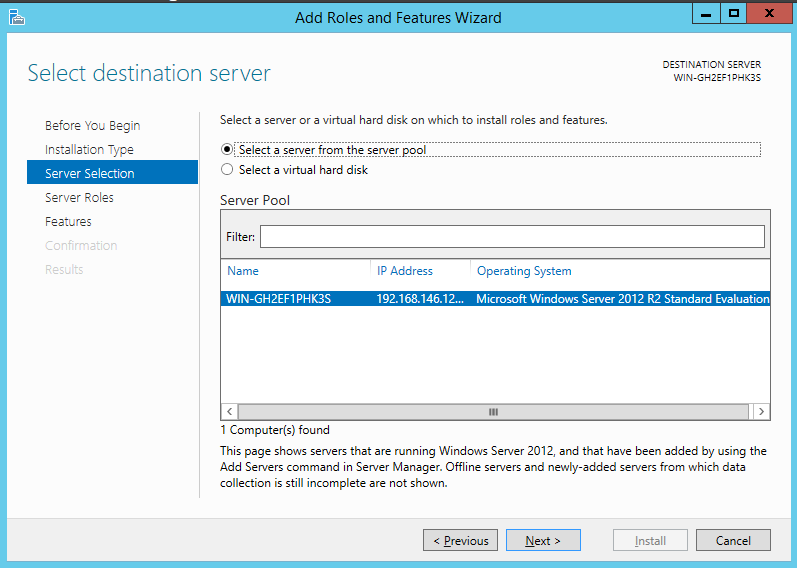 Add Roles and Features Wizard
Select destination server
DESTINATION SERVER
WIN-GH2EF1PHK3S
Before You Begin
Installation Type
Server Selection
Server Roles
Features
Confirmation
Results
Select a server or a virtual hard disk on which to install roles and features.
Select a server from the server pool
Select a virtual hard disk
Server Pool
Filter:
Name IP Address Operating System
WIN-GH2EF1PHK3S 192.168.146.12... Microsoft Windows Server 2012 R2 Standard Evaluation
1 Computer(s) found
This page shows servers that are running Windows Server 2012, and that have been added by using the
Add Servers command in Server Manager. Offline servers and newly-added servers from which data
collection is still incomplete are not shown.
< Previous Next > Install Cancel